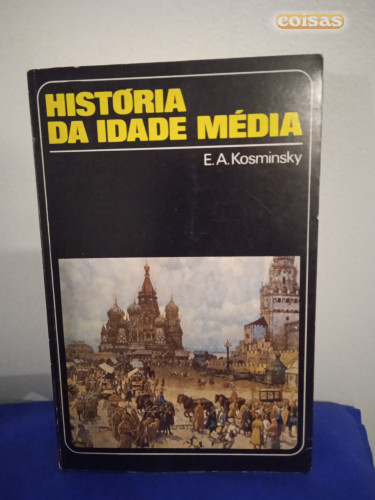 coisas
HISTÓRIA
DA IDADE MÉDIA
E. A. Kosminsky